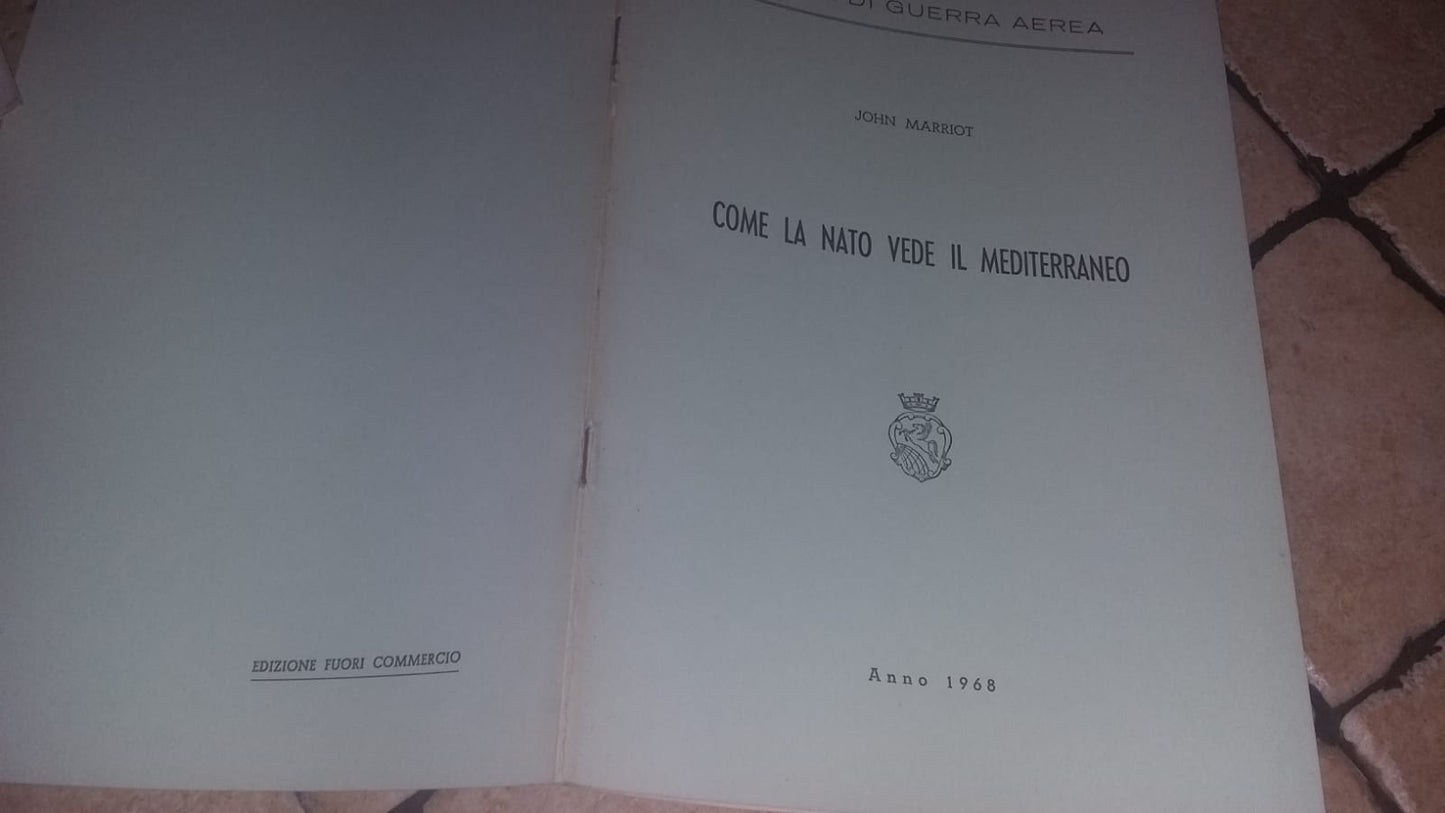 DI GUERRA AEREA
JOHN MARRIOT
COME LA NATO VEDE IL MEDITERRANEO
Anno 1968
EDIZIONE FUORI COMMERCIO